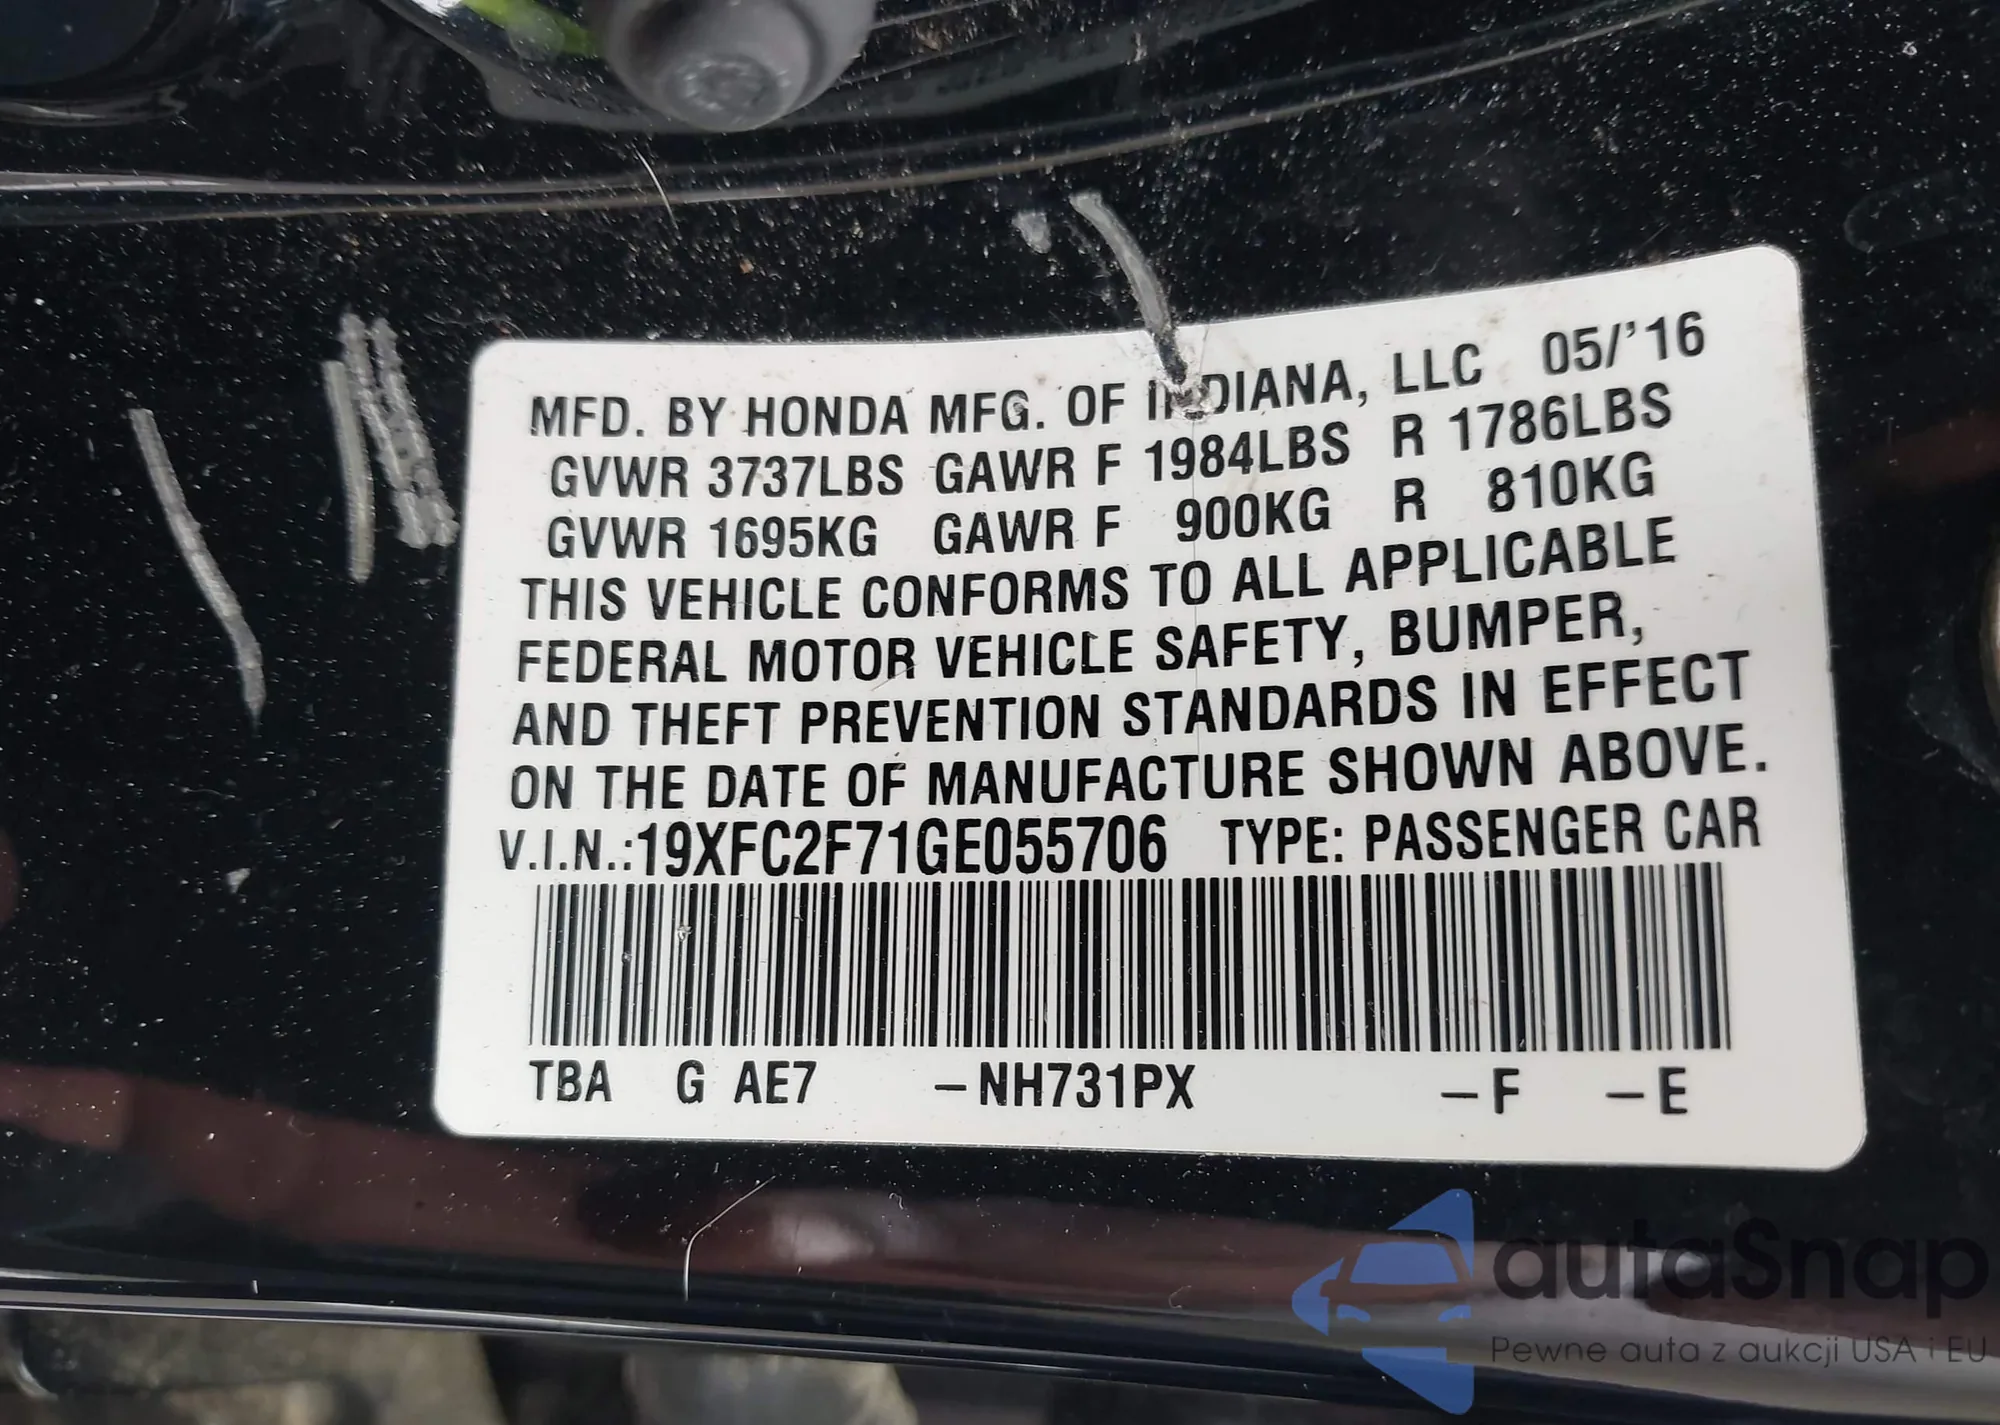 MFD. BY HONDA MFG. OF INDIANA, LLC 05/'16
GVWR 3737LBS GAWR F 1984LBS R 1786LBS
GVWR 1695KG GAWR F 900KG R 810KG
THIS VEHICLE CONFORMS TO ALL APPLICABLE
FEDERAL MOTOR VEHICLE SAFETY, BUMPER,
AND THEFT PREVENTION STANDARDS IN EFFECT
ON THE DATE OF MANUFACTURE SHOWN ABOVE.
V.I.N.:19XFC2F71GE055706 TYPE: PASSENGER CAR
TBA G AE7 –NH731PX –F –E
autaSnap
Pewne auta z aukcji USA i EU